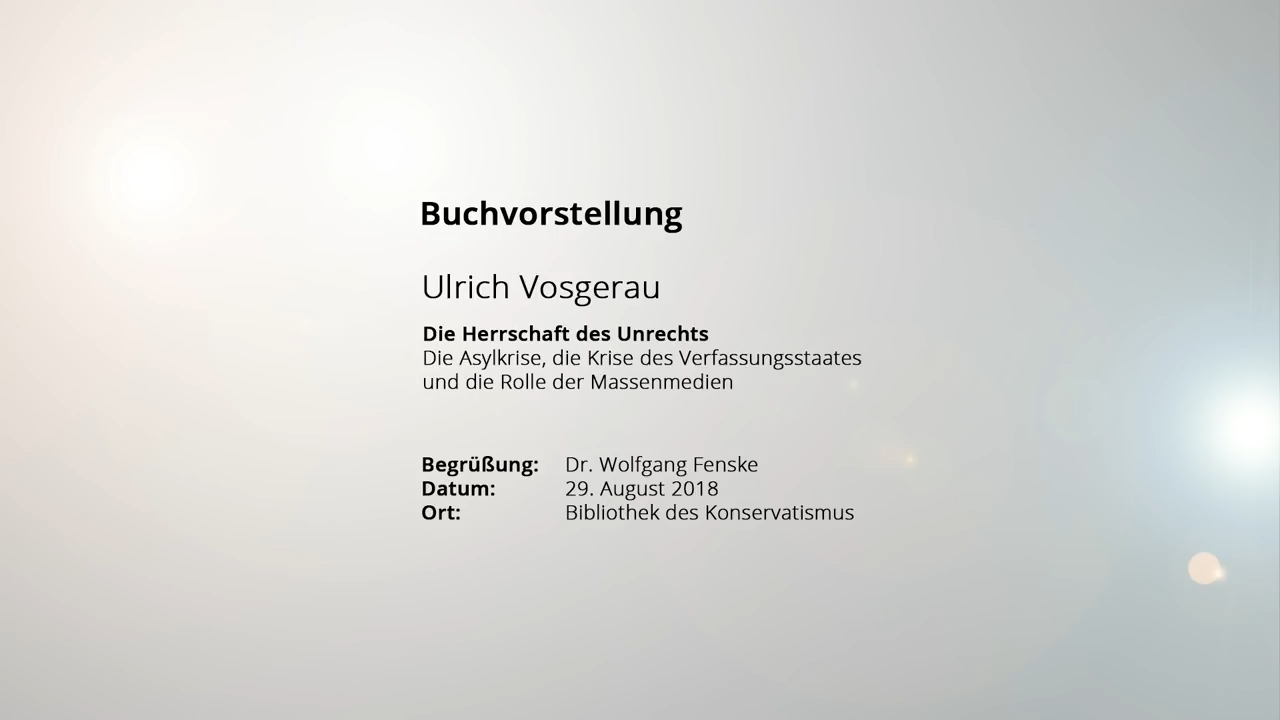 Buchvorstellung
Ulrich Vosgerau
Die Herrschaft des Unrechts
Die Asylkrise, die Krise des Verfassungsstaates
und die Rolle der Massenmedien
Begrüßung: Dr. Wolfgang Fenske
Datum: 29. August 2018
Ort: Bibliothek des Konservatismus